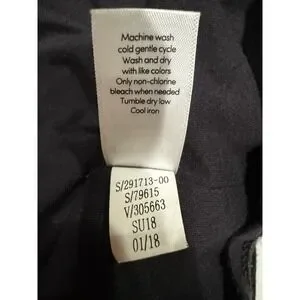 Machine wash
cold gentle cycle
Wash and dry
with like colors
Only non-chlorine
bleach when needed
Tumble dry low
Cool iron
S/291713-00
S/79615
V/305663
SU18
01/18